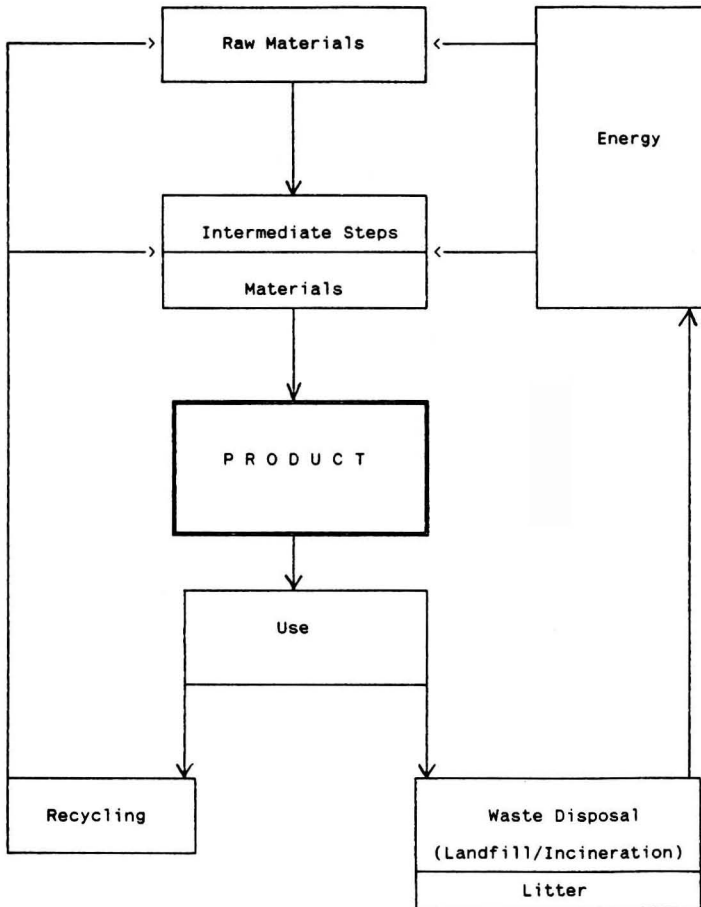 Raw Materials
Energy
Intermediate Steps
Materials
P R O D U C T
Use
Recycling
Waste Disposal
(Landfill/Incineration)
Litter